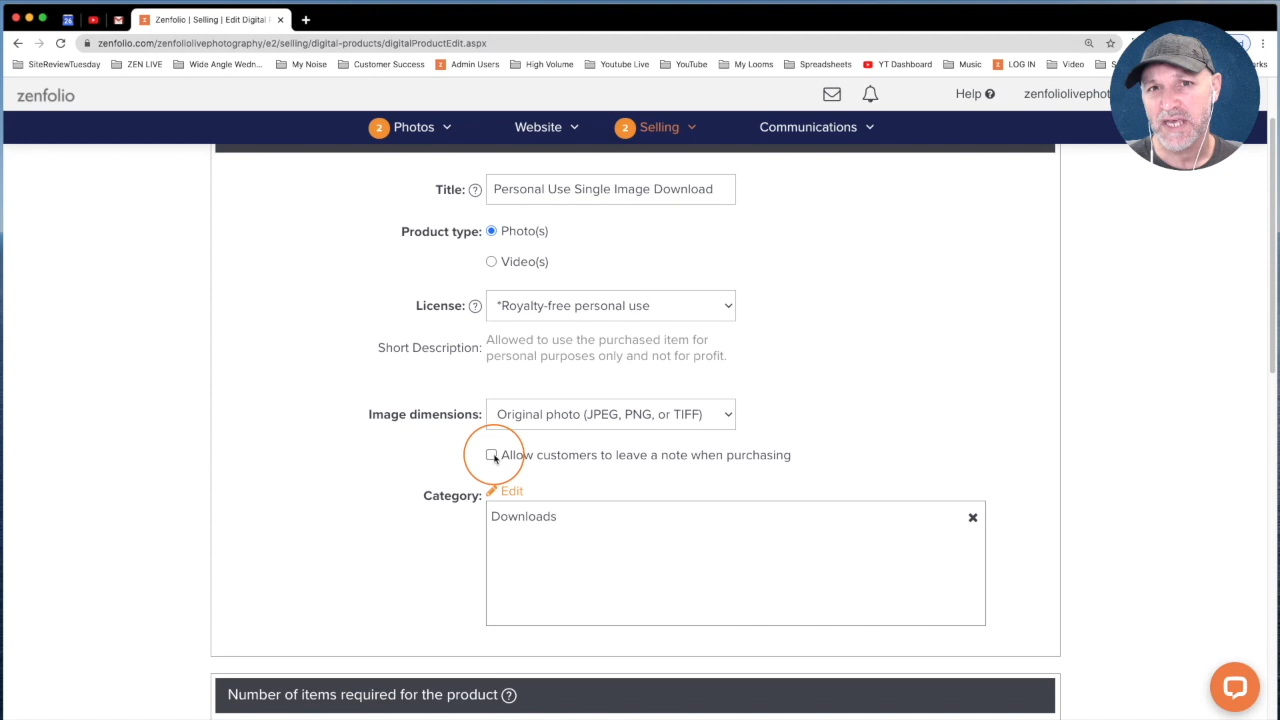 26
Zenfolio | Selling | Edit Digital
zenfolio.com/zenfoliolivephotography/e2/selling/digital-products/digitalProductEdit.aspx
SiteReviewTuesday ZEN LIVE Wide Angle Wedn... My Noise Customer Success Admin Users High Volume Youtube Live YouTube My Looms Spreadsheets YT Dashboard Music LOG IN Video
zenfolio Help zenfoliolivephot
2 Photos Website 2 Selling Communications
Title: ? Personal Use Single Image Download
Product type: Photo(s)
Video(s)
License: ? *Royalty-free personal use
Short Description: Allowed to use the purchased item for
personal purposes only and not for profit.
Image dimensions: Original photo (JPEG, PNG, or TIFF)
Allow customers to leave a note when purchasing
Category: Edit
Downloads
Number of items required for the product ?